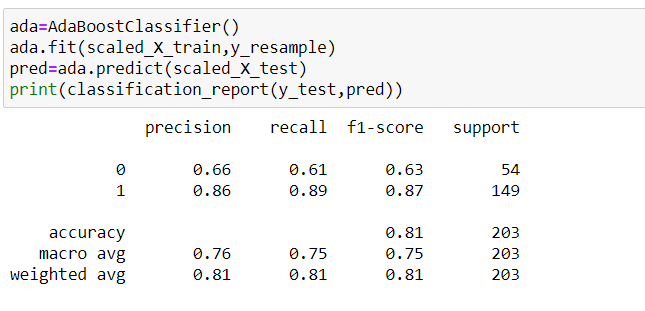 ada=AdaBoostClassifier()
ada.fit(scaled_X_train,y_resample)
pred=ada.predict(scaled_X_test)
print(classification_report(y_test,pred))
precision recall f1-score support
0 0.66 0.61 0.63 54
1 0.86 0.89 0.87 149
accuracy 0.81 203
macro avg 0.76 0.75 0.75 203
weighted avg 0.81 0.81 0.81 203